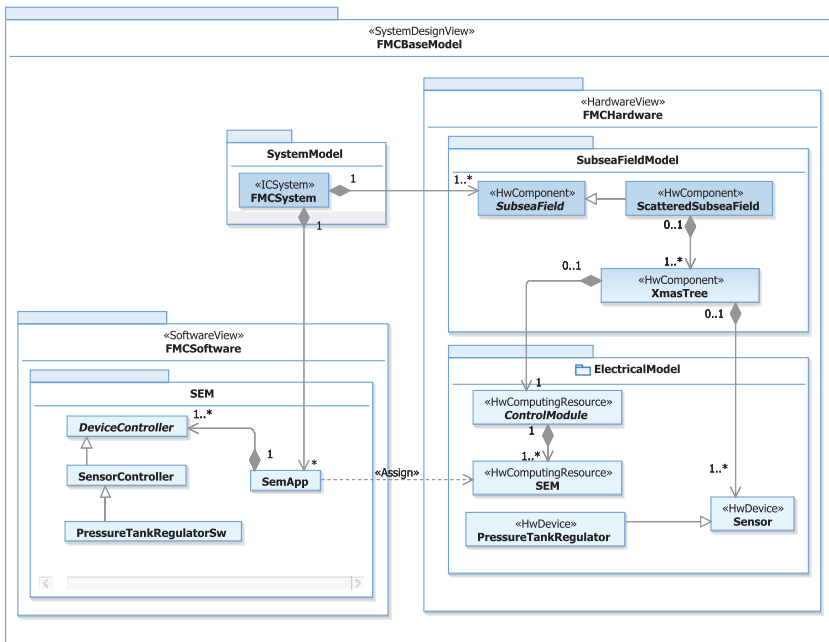 «SystemDesignView»
FMCBaseModel
«HardwareView»
FMCHardware
SystemModel
«ICSystem»
FMCSystem
1
1
SubseaFieldModel
1..*
«HwComponent»
SubseaField
«HwComponent»
ScatteredSubseaField
0..1
1..*
0..1
«HwComponent»
XmasTree
0..1
«SoftwareView»
FMCSoftware
SEM
DeviceController
1..*
1
SensorController
SemApp
*
PressureTankRegulatorSw
«Assign»
ElectricalModel
1
«HwComputingResource»
ControlModule
1
1..*
«HwComputingResource»
SEM
1..*
«HwDevice»
Sensor
«HwDevice»
PressureTankRegulator